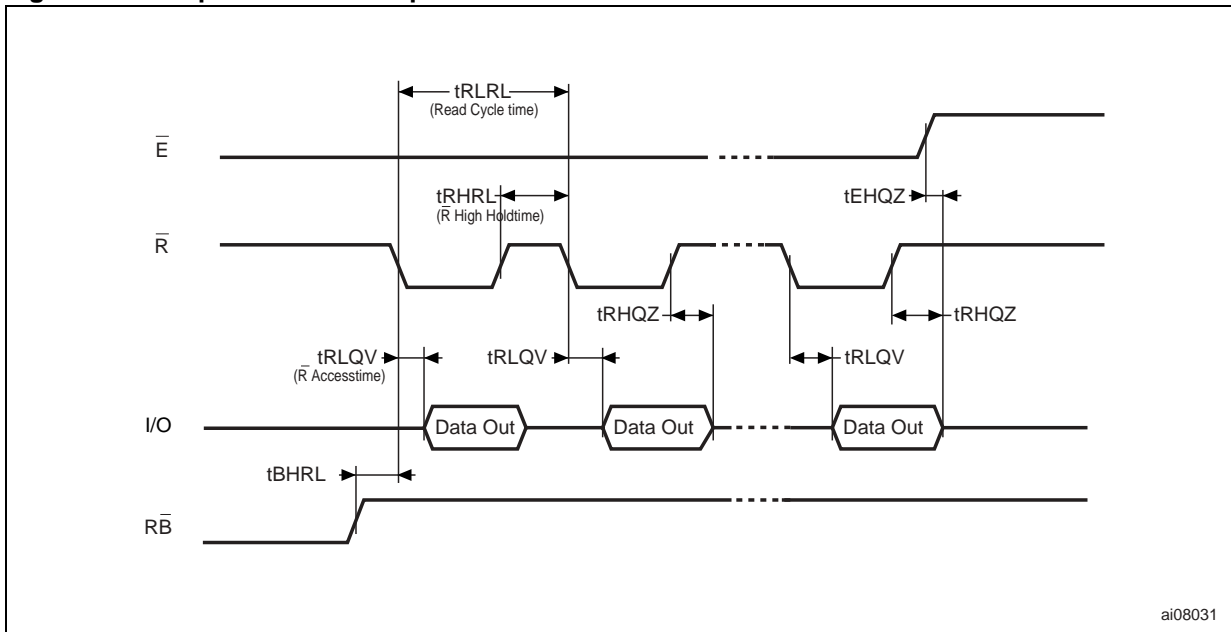 tRLRL
(Read Cycle time)
E̅
tRHRL
(R̅ High Holdtime)
tEHQZ
R̅
tRHQZ
tRHQZ
tRLQV
(R̅ Accesstime)
tRLQV
tRLQV
I/O
Data Out
Data Out
Data Out
tBHRL
RB̅
ai08031